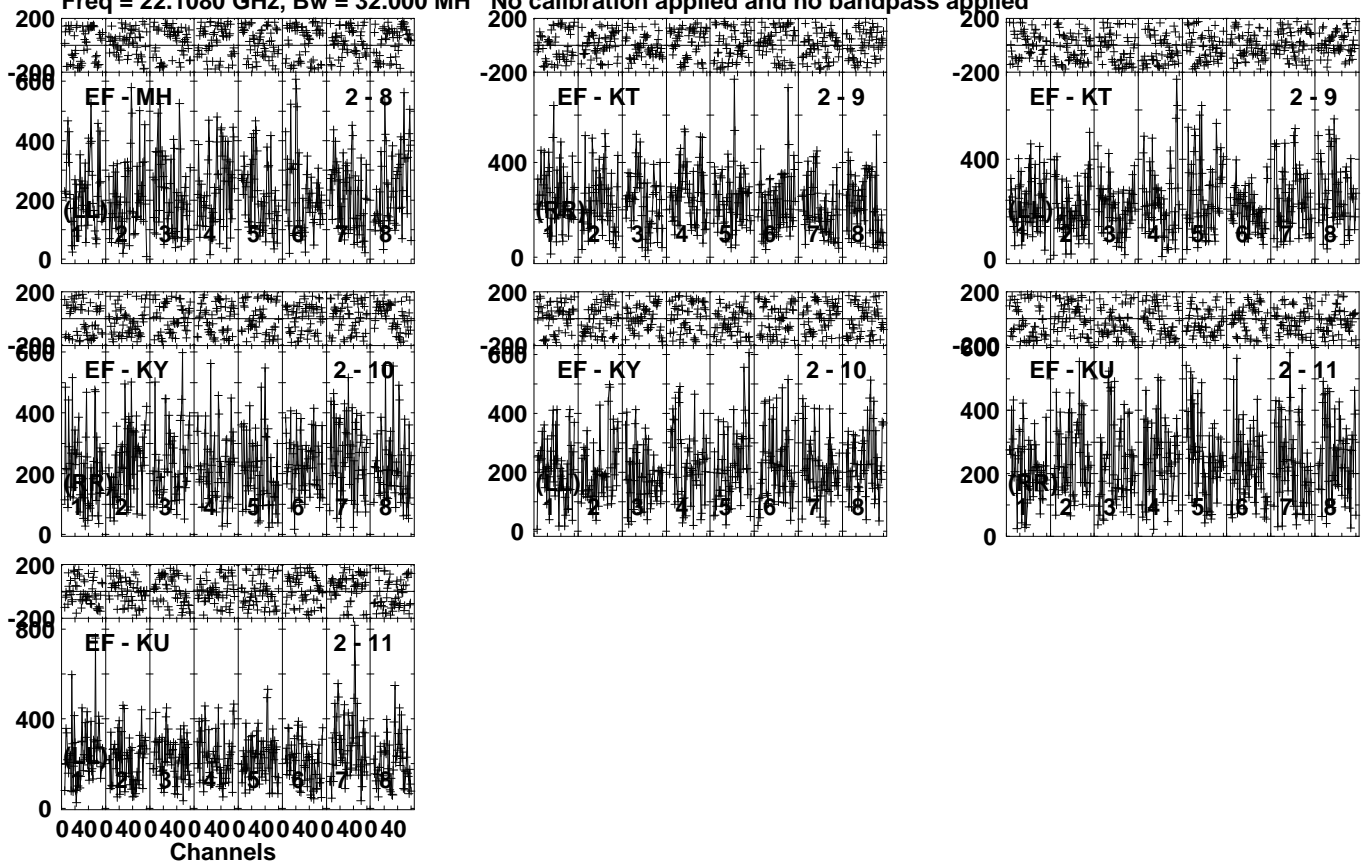 Freq = 22.1080 GHz, Bw = 32.000 MH No calibration applied and no bandpass applied
200 200 200
-200 -200 -200
600
EF - MH 2 - 8 EF - KT 2 - 9 EF - KT 2 - 9
400 400 400
200
(LL) (RR) (LL)
1 2 3 4 5 6 7 8 1 2 3 4 5 6 7 8 1 2 3 4 5 6 7 8
0 0 0
200 200 200
-200 -200 -200
600 600 600
EF - KY 2 - 10 EF - KY 2 - 10 EF - KU 2 - 11
400 400 400
200 200 200
(RR) (LL) (RR)
1 2 3 4 5 6 7 8 1 2 3 4 5 6 7 8 1 2 3 4 5 6 7 8
0 0 0
200
-200
800
EF - KU 2 - 11
400
(LL)
1 2 3 4 5 6 7 8
0
0 40 0 40 0 40 0 40 0 40 0 40 0 40 0 40
Channels